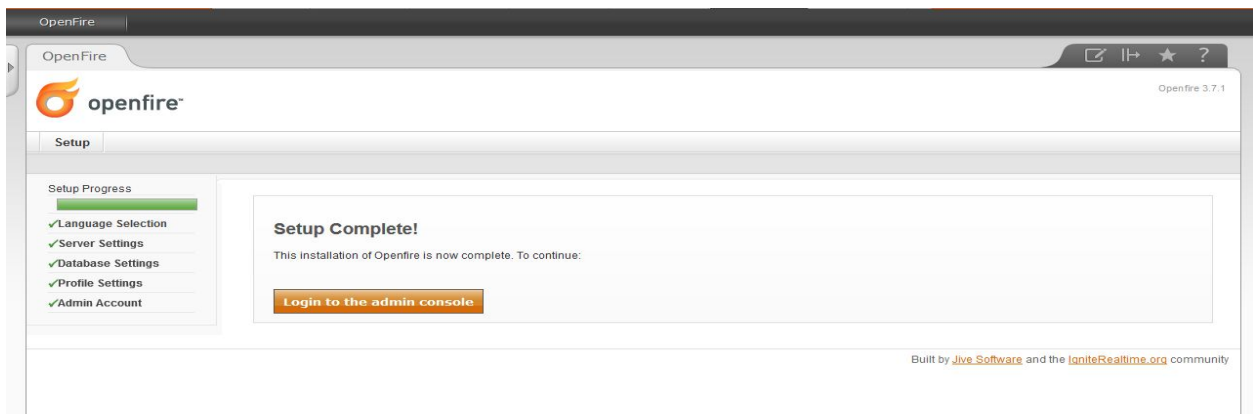 OpenFire
OpenFire
?
openfire™
Openfire 3.7.1
Setup
Setup Progress
✓Language Selection
✓Server Settings
✓Database Settings
✓Profile Settings
✓Admin Account
Setup Complete!
This installation of Openfire is now complete. To continue:
Login to the admin console
Built by Jive Software and the IgniteRealtime.org community